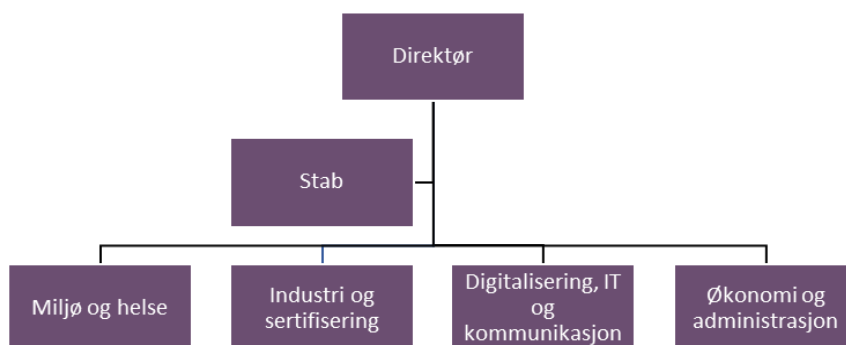 Direktør
Stab
Miljø og helse
Industri og
sertifisering
Digitalisering, IT
og
kommunikasjon
Økonomi og
administrasjon